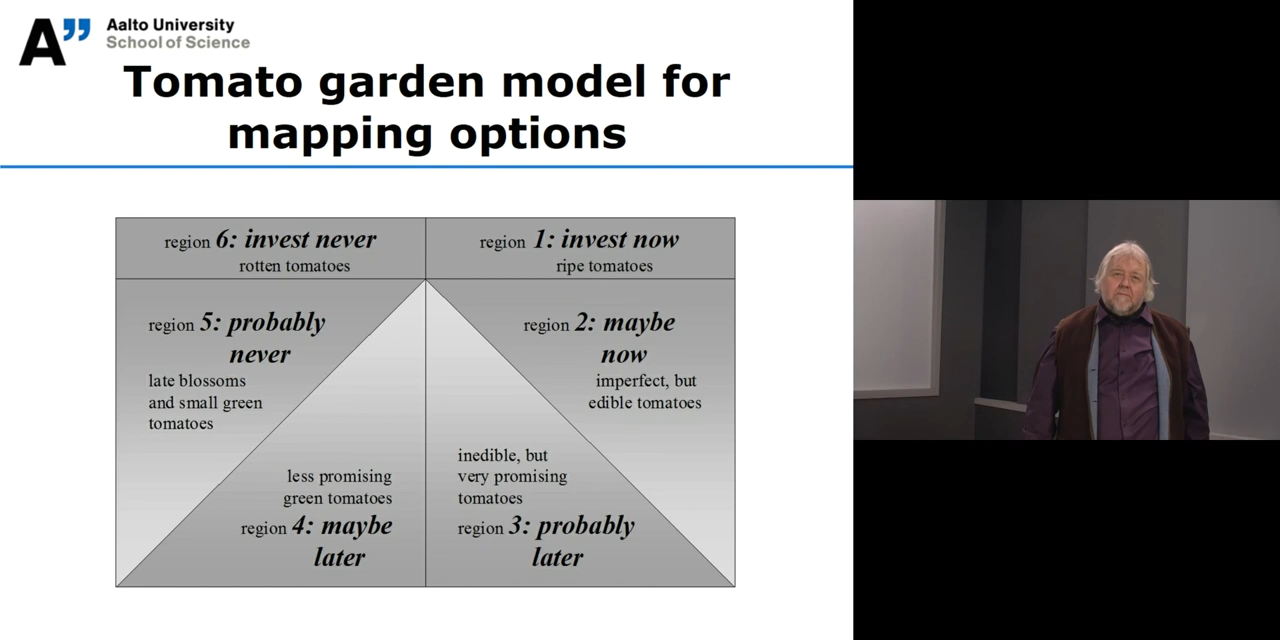 Aalto University
School of Science
Tomato garden model for
mapping options
region 6: invest never
rotten tomatoes
region 1: invest now
ripe tomatoes
region 5: probably
never
late blossoms
and small green
tomatoes
region 2: maybe
now
imperfect, but
edible tomatoes
less promising
green tomatoes
region 4: maybe
later
inedible, but
very promising
tomatoes
region 3: probably
later